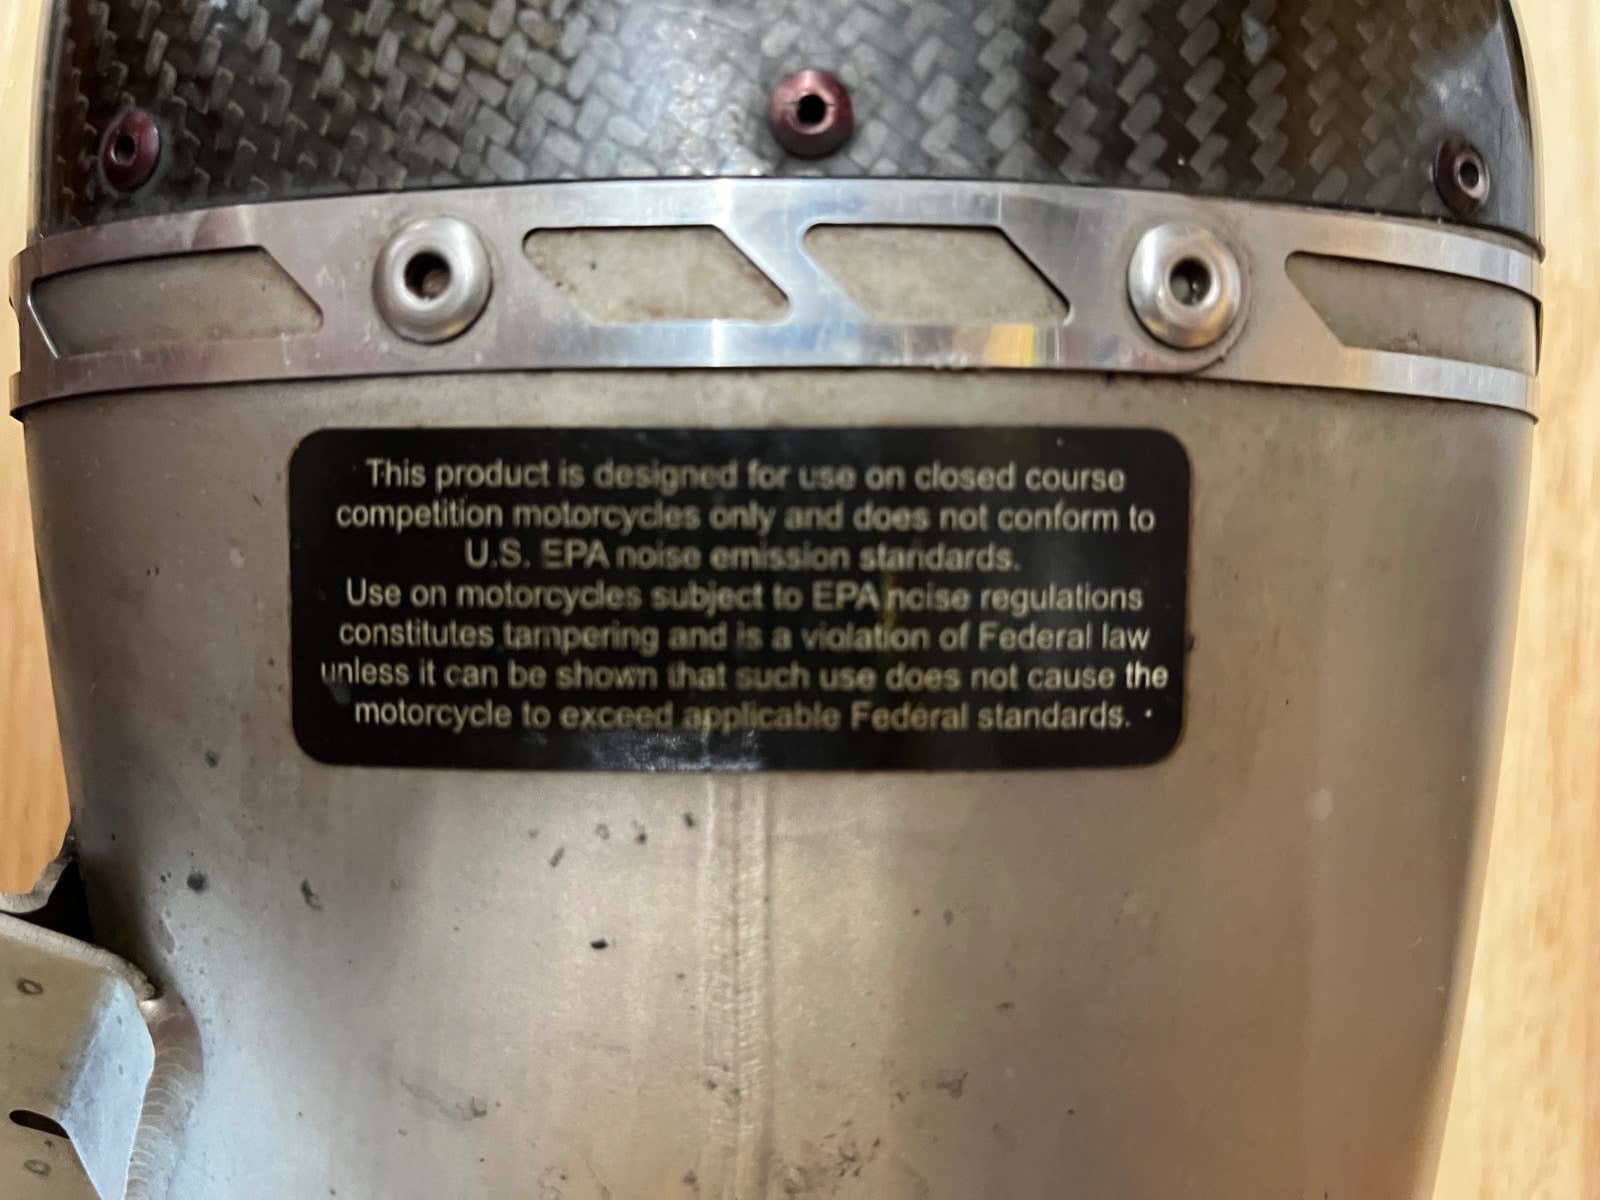 This product is designed for use on closed course
competition motorcycles only and does not conform to
U.S. EPA noise emission standards.
Use on motorcycles subject to EPA noise regulations
constitutes tampering and is a violation of Federal law
unless it can be shown that such use does not cause the
motorcycle to exceed applicable Federal standards.